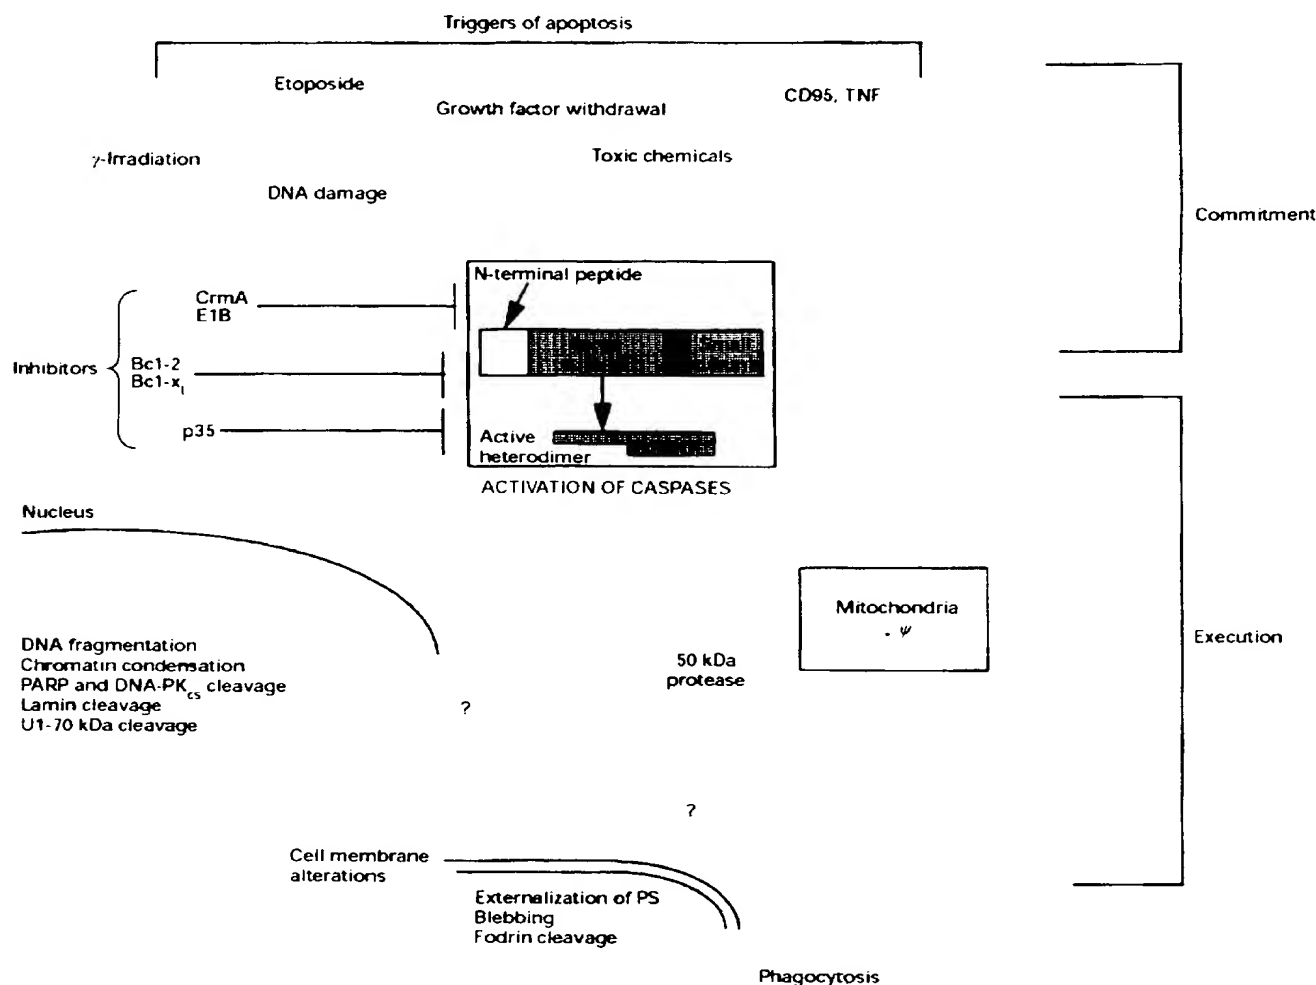 Triggers of apoptosis
Etoposide
Growth factor withdrawal
CD95, TNF
γ-Irradiation
Toxic chemicals
DNA damage
Commitment
N-terminal peptide
CrmA
E1B
Inhibitors
Bc1-2
Bc1-xl
p35
Active
heterodimer
ACTIVATION OF CASPASES
Nucleus
Mitochondria
ψ
Execution
DNA fragmentation
Chromatin condensation
PARP and DNA-PKcs cleavage
Lamin cleavage
U1-70 kDa cleavage
50 kDa
protease
?
?
Cell membrane
alterations
Externalization of PS
Blebbing
Fodrin cleavage
Phagocytosis